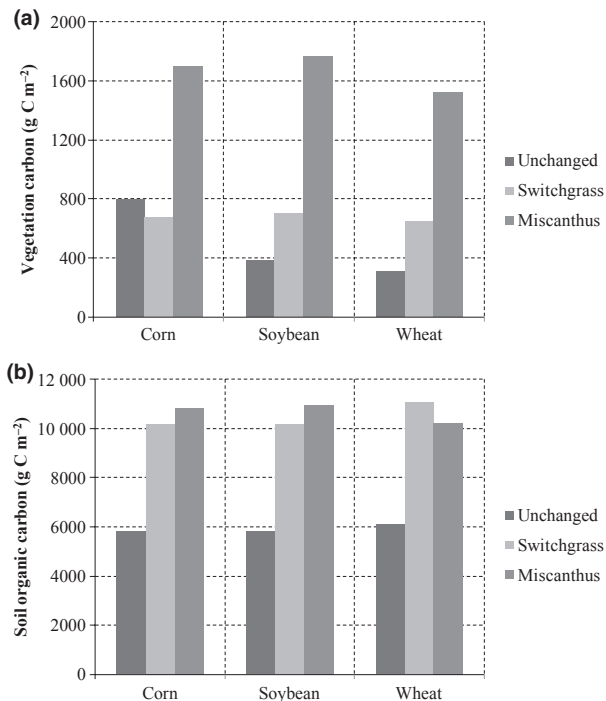 (a)
Vegetation carbon (g C m⁻²)
2000
1600
1200
800
400
0
Corn Soybean Wheat
Unchanged
Switchgrass
Miscanthus
(b)
Soil organic carbon (g C m⁻²)
12 000
10 000
8000
6000
4000
2000
0
Corn Soybean Wheat
Unchanged
Switchgrass
Miscanthus